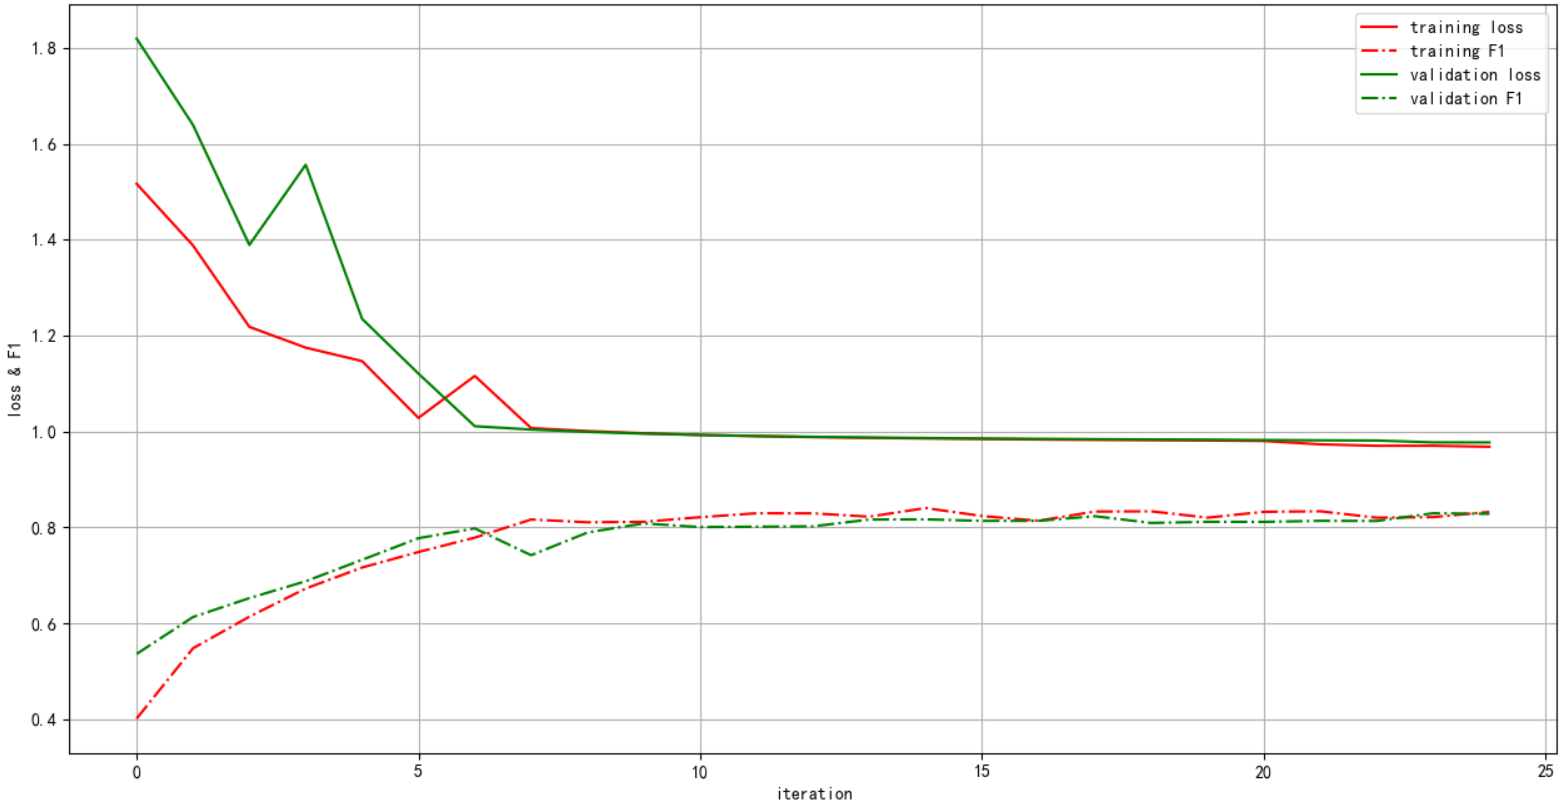 training loss
training F1
validation loss
validation F1
1.8
1.6
1.4
1.2
1.0
0.8
0.6
0.4
loss & F1
0 5 10 15 20 25
iteration